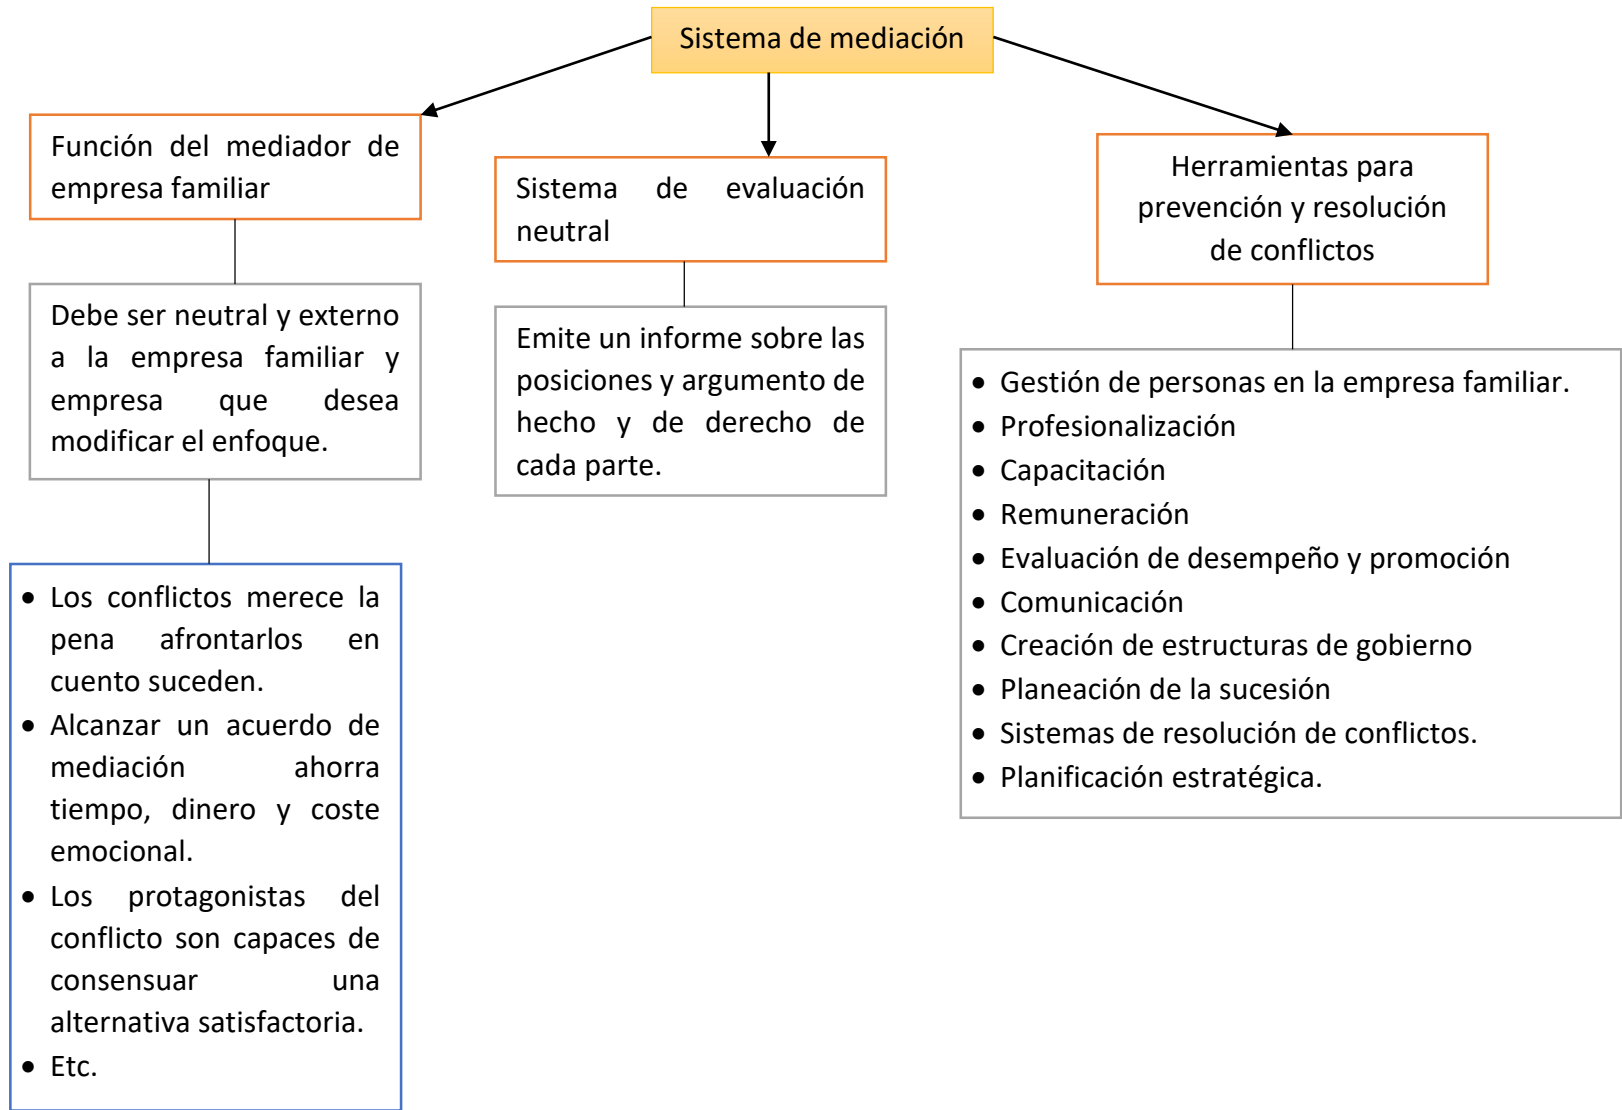 Sistema de mediación
Función del mediador de
empresa familiar
Debe ser neutral y externo
a la empresa familiar y
empresa que desea
modificar el enfoque.
• Los conflictos merece la
pena afrontarlos en
cuento suceden.
• Alcanzar un acuerdo de
mediación ahorra
tiempo, dinero y coste
emocional.
• Los protagonistas del
conflicto son capaces de
consensuar una
alternativa satisfactoria.
• Etc.
Sistema de evaluación
neutral
Emite un informe sobre las
posiciones y argumento de
hecho y de derecho de
cada parte.
Herramientas para
prevención y resolución
de conflictos
• Gestión de personas en la empresa familiar.
• Profesionalización
• Capacitación
• Remuneración
• Evaluación de desempeño y promoción
• Comunicación
• Creación de estructuras de gobierno
• Planeación de la sucesión
• Sistemas de resolución de conflictos.
• Planificación estratégica.